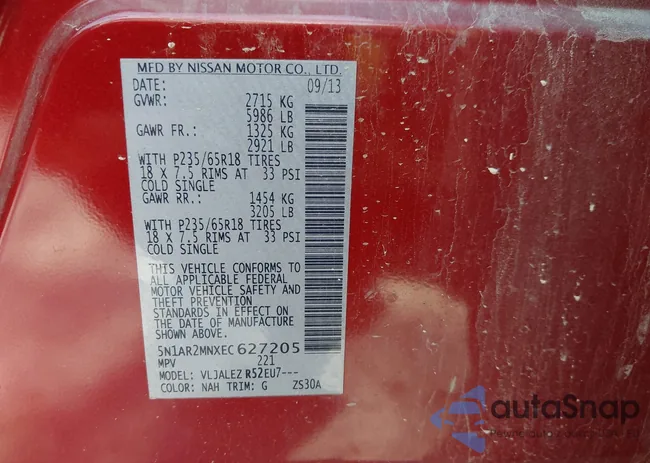 MFD BY NISSAN MOTOR CO., LTD.
DATE: 09/13
GVWR: 2715 KG
5986 LB
GAWR FR.: 1325 KG
2921 LB
WITH P235/65R18 TIRES
18 X 7.5 RIMS AT 33 PSI
COLD SINGLE
GAWR RR.: 1454 KG
3205 LB
WITH P235/65R18 TIRES
18 X 7.5 RIMS AT 33 PSI
COLD SINGLE
THIS VEHICLE CONFORMS TO
ALL APPLICABLE FEDERAL
MOTOR VEHICLE SAFETY AND
THEFT PREVENTION
STANDARDS IN EFFECT ON
THE DATE OF MANUFACTURE
SHOWN ABOVE.
5N1AR2MNXEC627205
MPV 221
MODEL: VLJALEZ R52EU7---
COLOR: NAH TRIM: G ZS30A
autoSnap